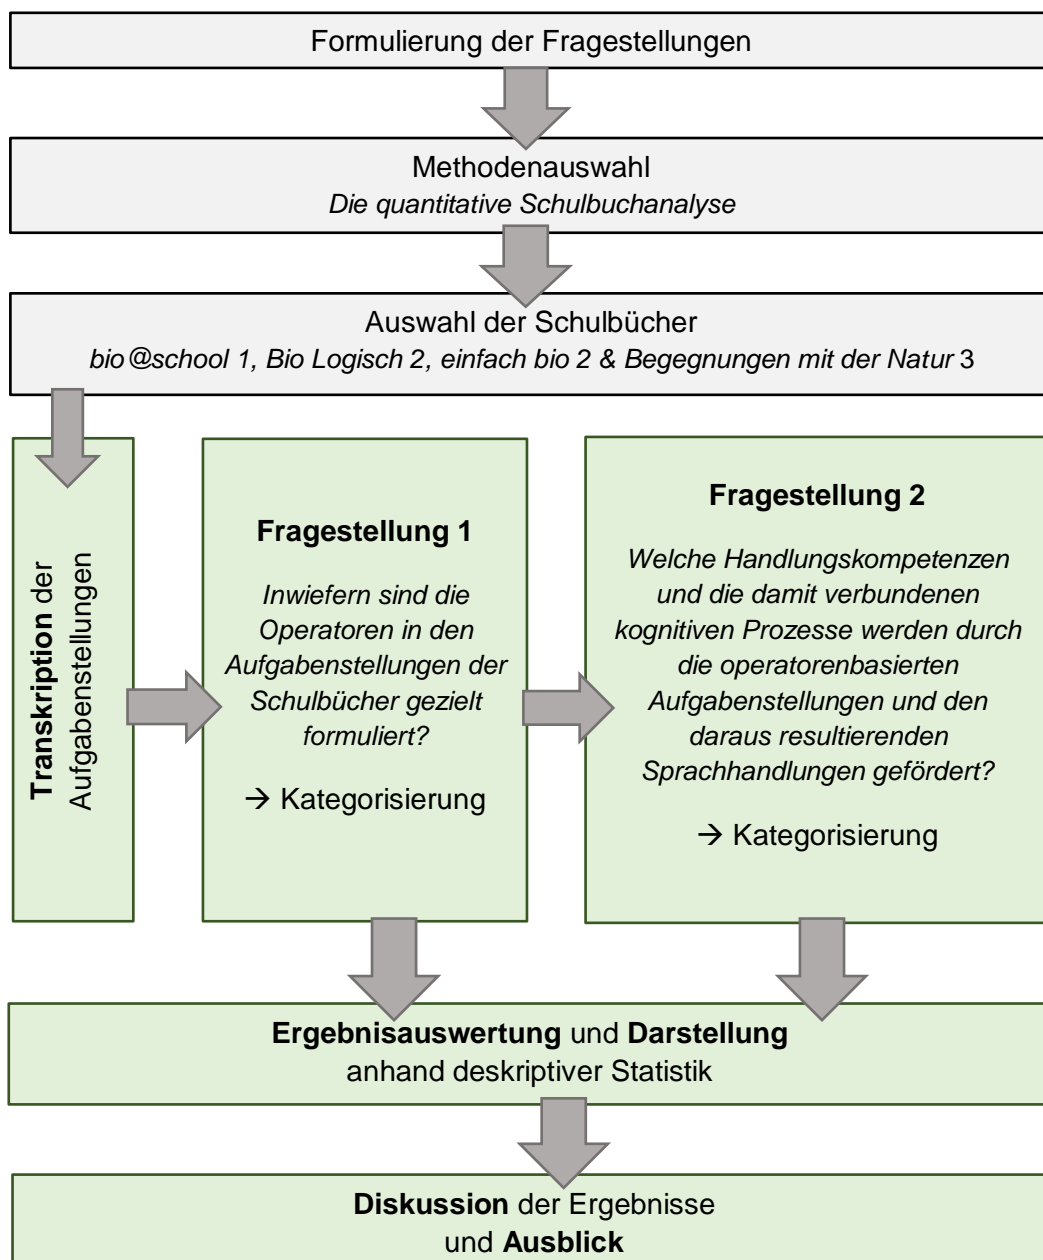 Formulierung der Fragestellungen
Methodenauswahl
Die quantitative Schulbuchanalyse
Auswahl der Schulbücher
bio@school 1, Bio Logisch 2, einfach bio 2 & Begegnungen mit der Natur 3
Transkription der
Aufgabenstellungen
Fragestellung 1
Inwiefern sind die
Operatoren in den
Aufgabenstellungen der
Schulbücher gezielt
formuliert?
→ Kategorisierung
Fragestellung 2
Welche Handlungskompetenzen
und die damit verbundenen
kognitiven Prozesse werden durch
die operatorenbasierten
Aufgabenstellungen und den
daraus resultierenden
Sprachhandlungen gefördert?
→ Kategorisierung
Ergebnisauswertung und Darstellung
anhand deskriptiver Statistik
Diskussion der Ergebnisse
und Ausblick